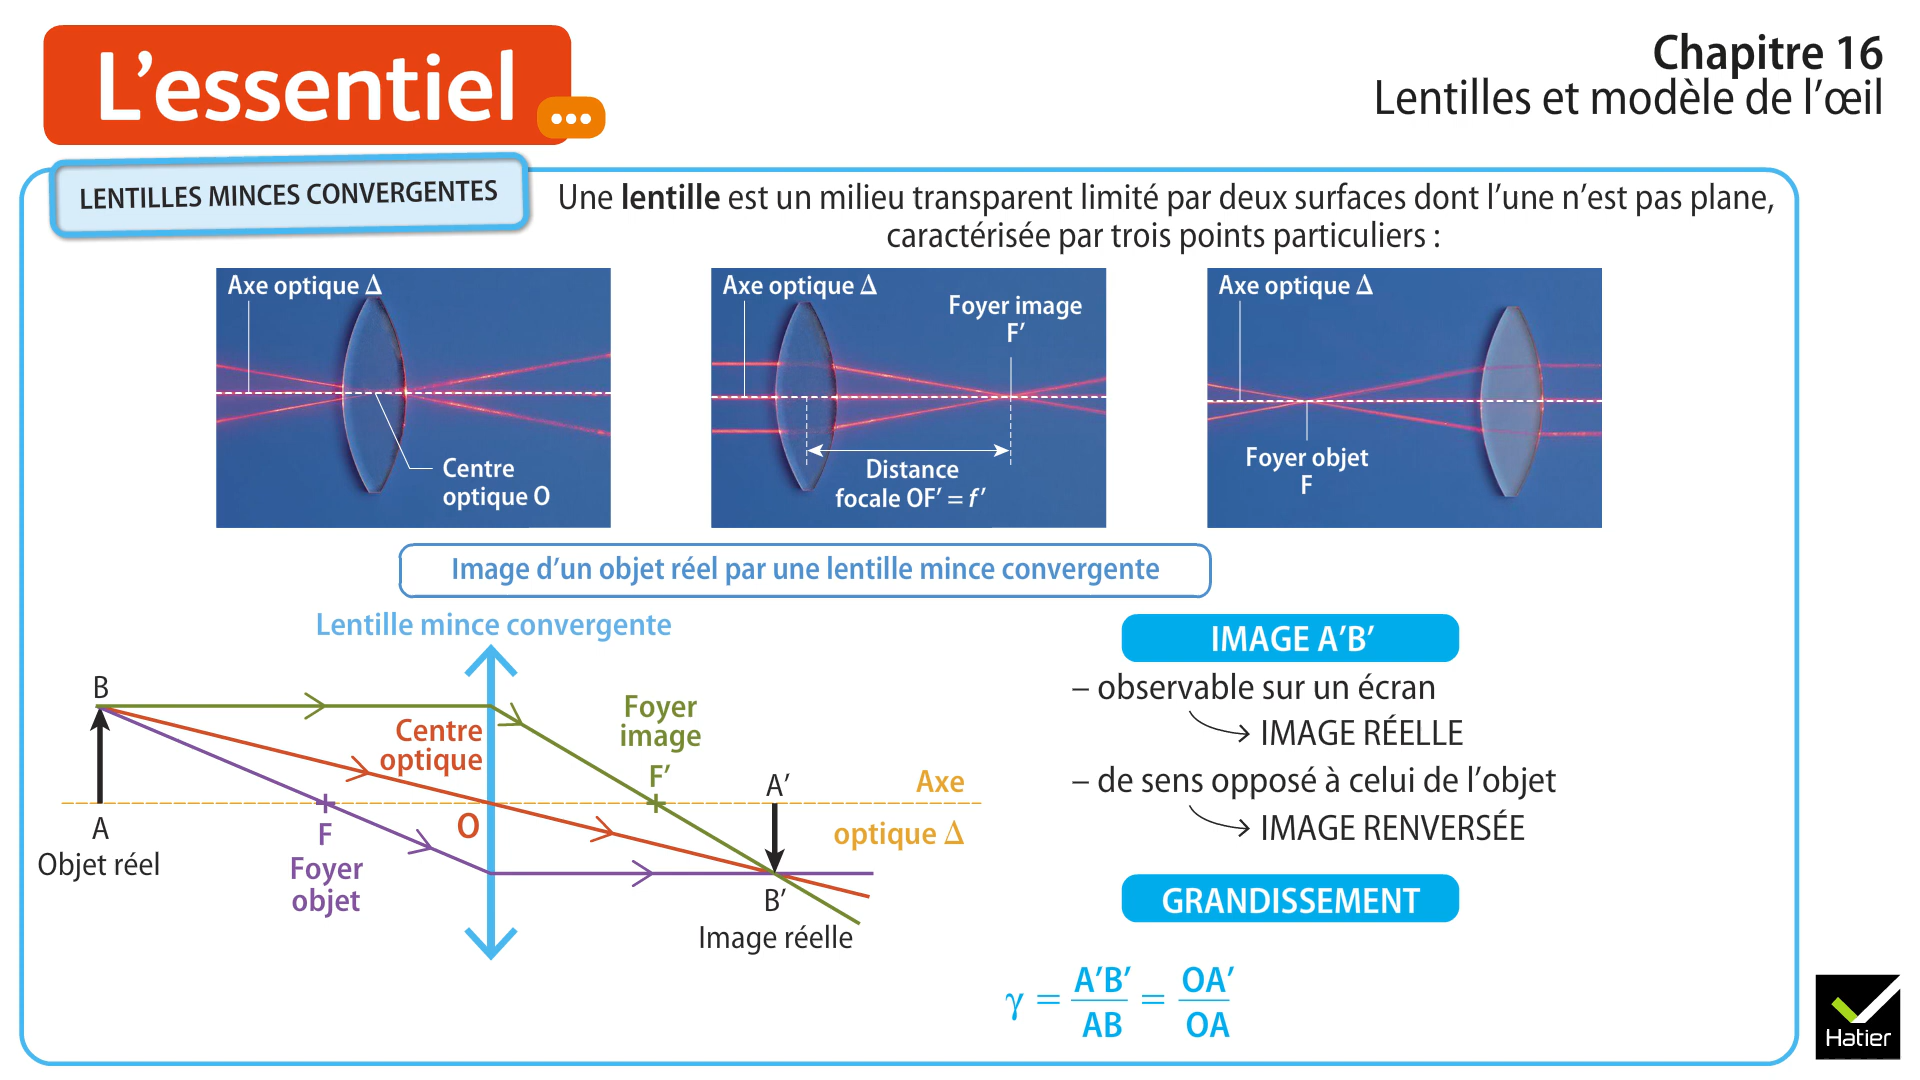 L’essentiel ...
Chapitre 16
Lentilles et modèle de l’œil
LENTILLES MINCES CONVERGENTES
Une lentille est un milieu transparent limité par deux surfaces dont l’une n’est pas plane,
caractérisée par trois points particuliers :
Axe optique Δ
Centre
optique O
Axe optique Δ
Foyer image
F’
Distance
focale OF’ = f’
Axe optique Δ
Foyer objet
F
Image d’un objet réel par une lentille mince convergente
Lentille mince convergente
B
A
Objet réel
Centre
optique
O
F
Foyer
objet
Foyer
image
F’
A’
B’
Image réelle
Axe
optique Δ
IMAGE A’B’
– observable sur un écran
IMAGE RÉELLE
– de sens opposé à celui de l’objet
IMAGE RENVERSÉE
GRANDISSEMENT
γ = A’B’/AB = OA’/OA
Hatier